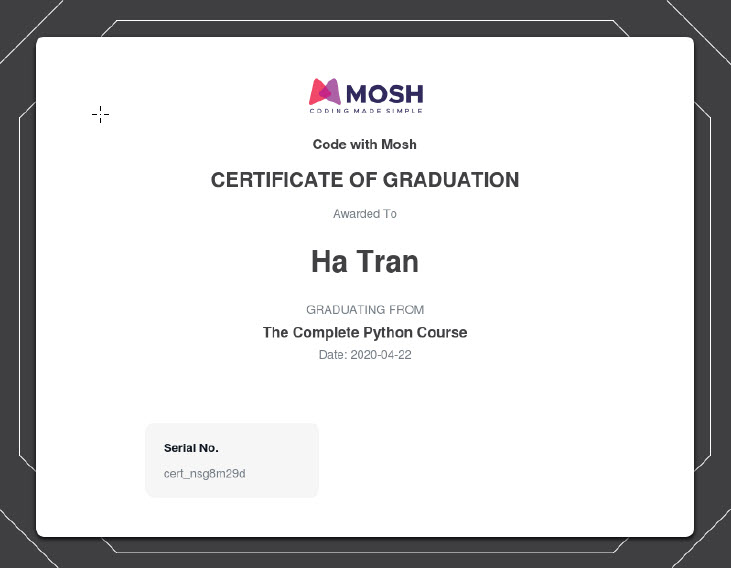 MOSH
CODING MADE SIMPLE
Code with Mosh
CERTIFICATE OF GRADUATION
Awarded To
Ha Tran
GRADUATING FROM
The Complete Python Course
Date: 2020-04-22
Serial No.
cert_nsg8m29d